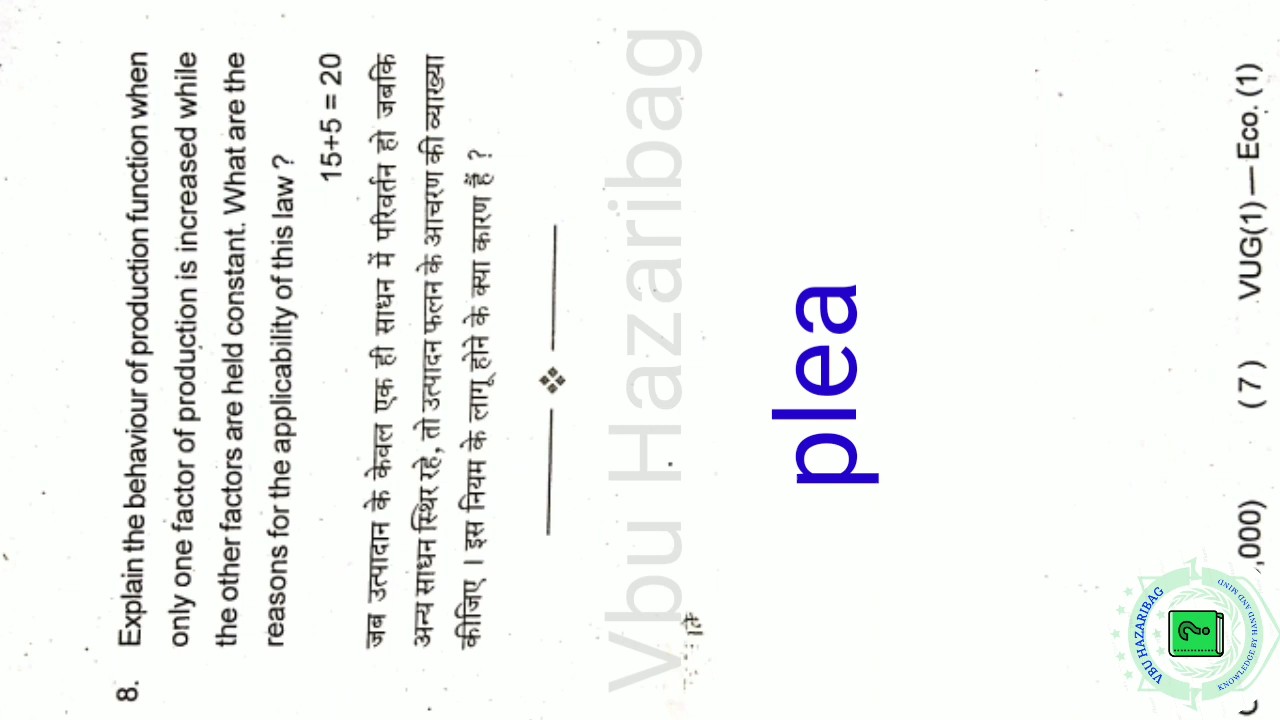 8. Explain the behaviour of production function when
only one factor of production is increased while
the other factors are held constant. What are the
reasons for the applicability of this law ?
15+5 = 20
जब उत्पादान के केवल एक ही साधन में परिवर्तन हो जबकि
अन्य साधन स्थिर रहे, तो उत्पादन फलन के आचरण की व्याख्या
कीजिए । इस नियम के लागू होने के क्या कारण हैं ?
Vbu Hazaribag
plea
,000) ( 7 ) VUG(1) — Eco. (1)
VBU HAZARIBAG
KNOWLEDGE BY HAND AND MIND
?